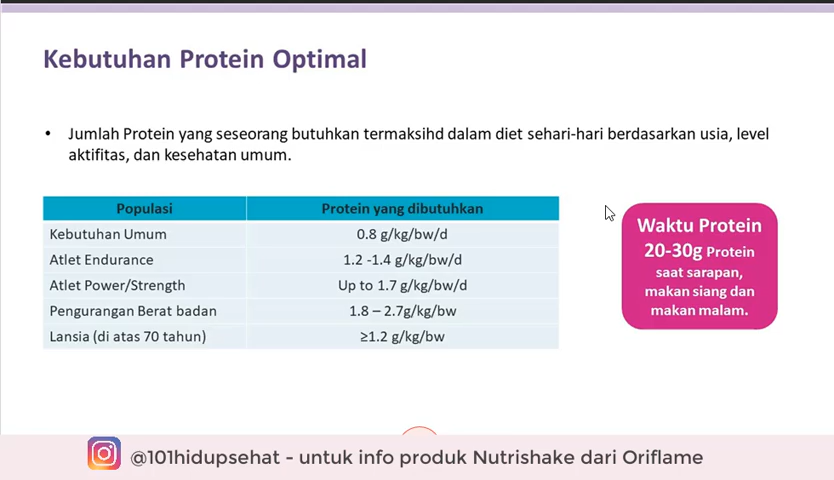 Kebutuhan Protein Optimal
• Jumlah Protein yang seseorang butuhkan termaksihd dalam diet sehari-hari berdasarkan usia, level
aktifitas, dan kesehatan umum.
Populasi Protein yang dibutuhkan
Kebutuhan Umum 0.8 g/kg/bw/d
Atlet Endurance 1.2 -1.4 g/kg/bw/d
Atlet Power/Strength Up to 1.7 g/kg/bw/d
Pengurangan Berat badan 1.8 – 2.7g/kg/bw
Lansia (di atas 70 tahun) ≥1.2 g/kg/bw
Waktu Protein
20-30g Protein
saat sarapan,
makan siang dan
makan malam.
@101hidupsehat - untuk info produk Nutrishake dari Oriflame